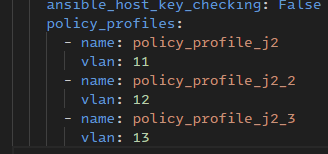 ansible_host_key_checking: False
policy_profiles:
  - name: policy_profile_j2
    vlan: 11
  - name: policy_profile_j2_2
    vlan: 12
  - name: policy_profile_j2_3
    vlan: 13